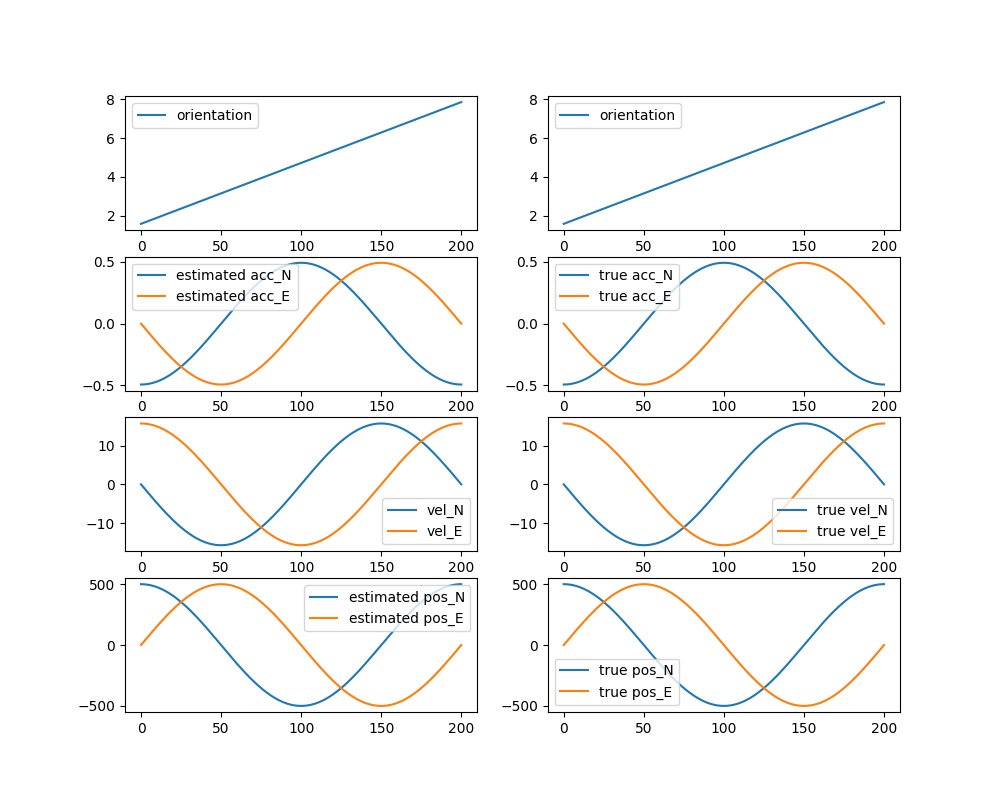 8
6
4
2
orientation
0 50 100 150 200
8
6
4
2
orientation
0 50 100 150 200
0.5
0.0
−0.5
estimated acc_N
estimated acc_E
0 50 100 150 200
0.5
0.0
−0.5
true acc_N
true acc_E
0 50 100 150 200
10
0
−10
vel_N
vel_E
0 50 100 150 200
10
0
−10
true vel_N
true vel_E
0 50 100 150 200
500
0
−500
estimated pos_N
estimated pos_E
0 50 100 150 200
500
0
−500
true pos_N
true pos_E
0 50 100 150 200